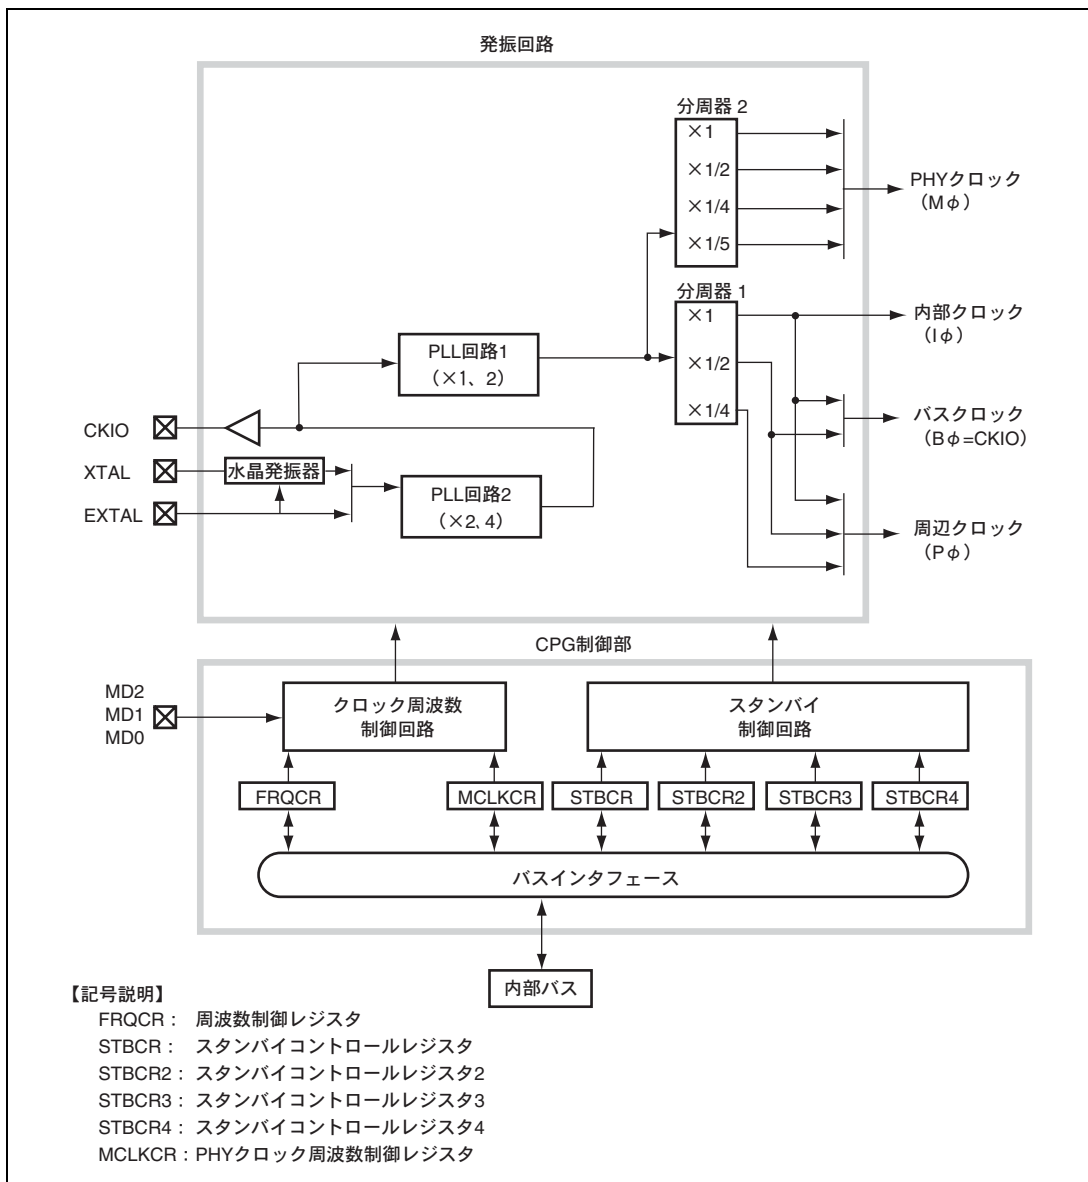 発振回路
分周器 2
×1
×1/2
×1/4
×1/5
PHYクロック
（Mφ）
分周器 1
×1
×1/2
×1/4
内部クロック
（Iφ）
PLL回路1
（×1、2）
バスクロック
（Bφ=CKIO）
CKIO
XTAL
水晶発振器
EXTAL
PLL回路2
（×2､4）
周辺クロック
（Pφ）
CPG制御部
MD2
MD1
MD0
クロック周波数
制御回路
スタンバイ
制御回路
FRQCR
MCLKCR
STBCR
STBCR2
STBCR3
STBCR4
バスインタフェース
内部バス
【記号説明】
FRQCR： 周波数制御レジスタ
STBCR： スタンバイコントロールレジスタ
STBCR2： スタンバイコントロールレジスタ2
STBCR3： スタンバイコントロールレジスタ3
STBCR4： スタンバイコントロールレジスタ4
MCLKCR：PHYクロック周波数制御レジスタ